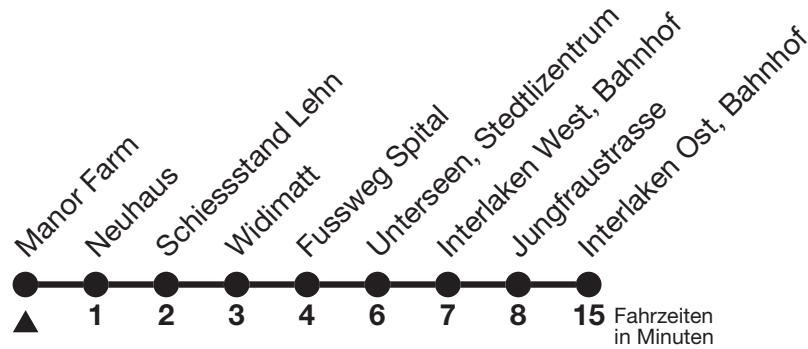 Manor Farm
Neuhaus
Schiessstand Lehn
Widimatt
Fussweg Spital
Unterseen, Stedtlizentrum
Interlaken West, Bahnhof
Jungfraustrasse
Interlaken Ost, Bahnhof
1 2 3 4 6 7 8 15 Fahrzeiten
in Minuten